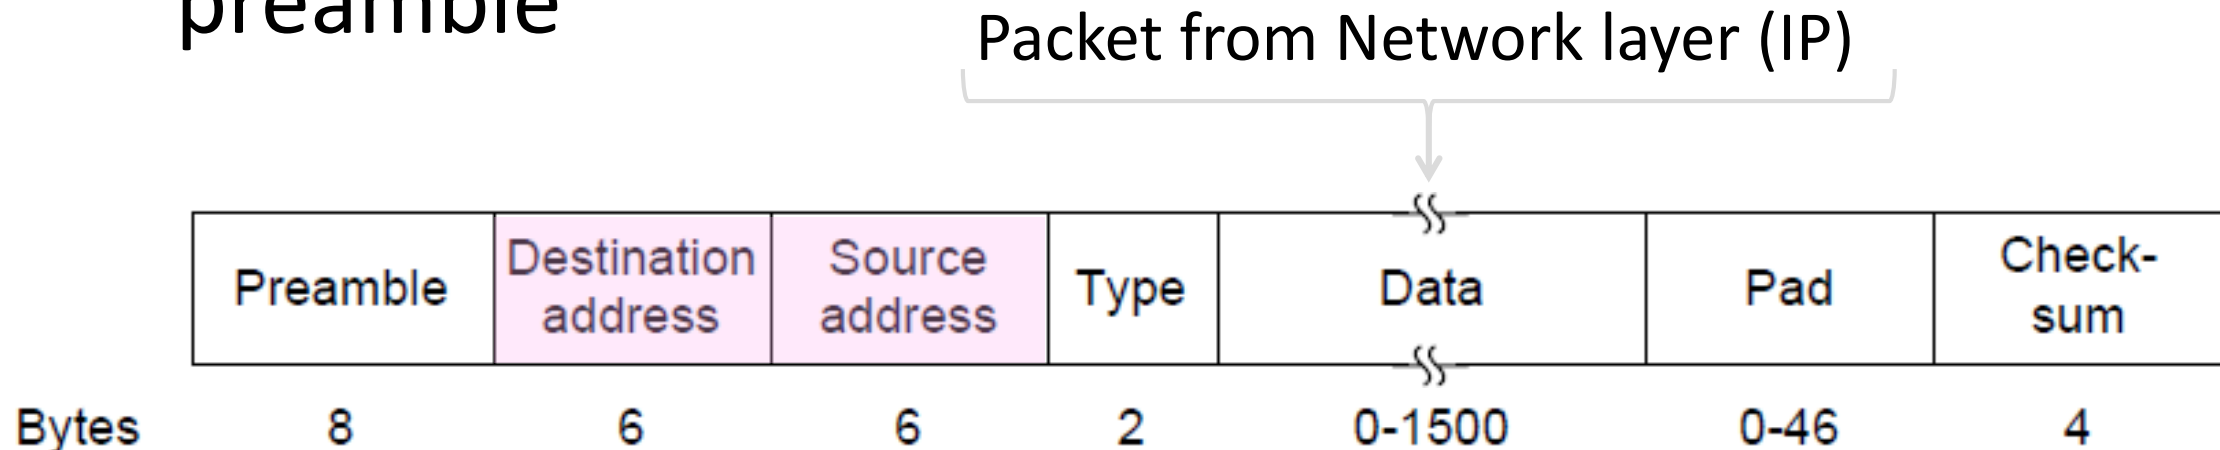 preamble
Packet from Network layer (IP)
Preamble
Destination
address
Source
address
Type
Data
Pad
Check-
sum
Bytes 8 6 6 2 0-1500 0-46 4